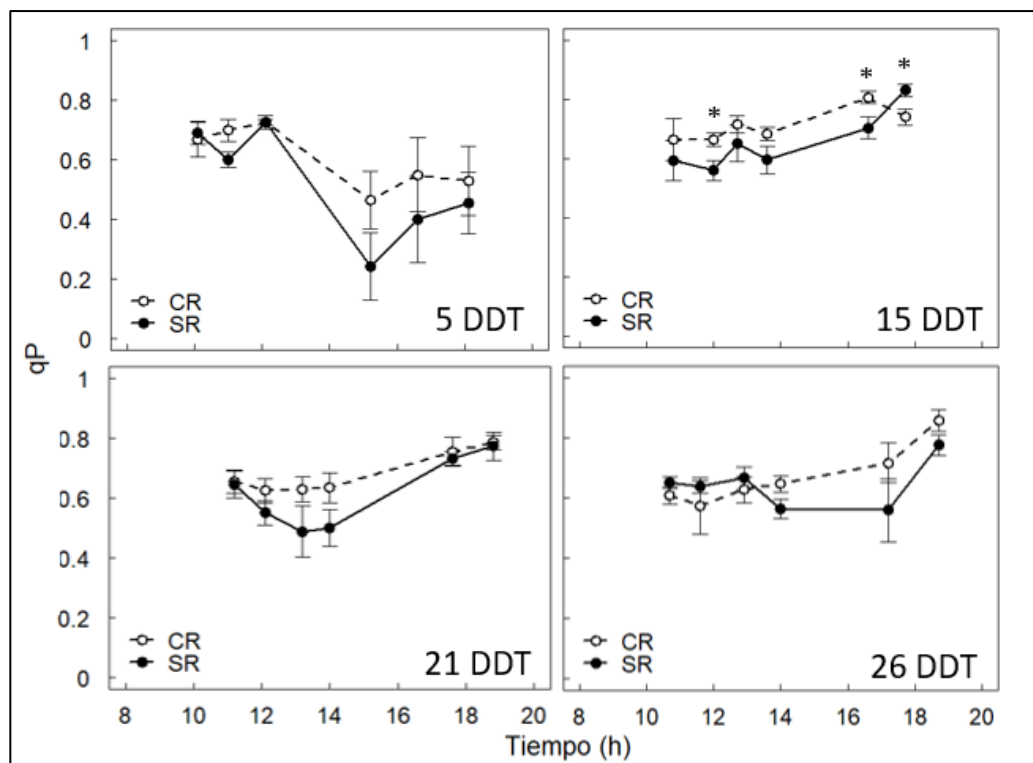 1
0.8
0.6
0.4
0.2
0
CR
SR
5 DDT
*
*
*
CR
SR
15 DDT
qP
1
0.8
0.6
0.4
0.2
0
CR
SR
21 DDT
CR
SR
26 DDT
8 10 12 14 16 18 20
8 10 12 14 16 18 20
Tiempo (h)